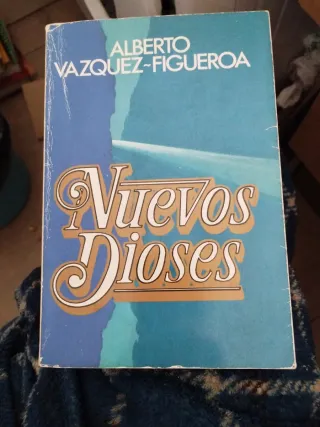 ALBERTO
VAZQUEZ-FIGUEROA
Nuevos
Dioses